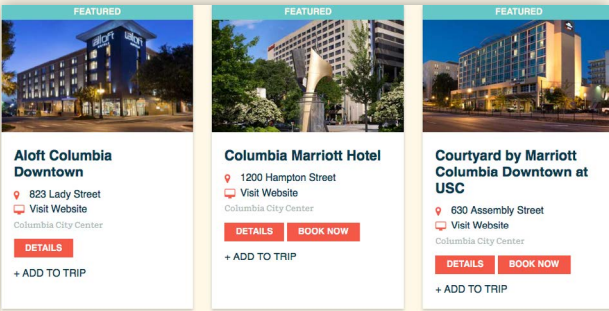 FEATURED
aloft
Aloft Columbia
Downtown
823 Lady Street
Visit Website
Columbia City Center
DETAILS
+ ADD TO TRIP
FEATURED
Columbia Marriott Hotel
1200 Hampton Street
Visit Website
Columbia City Center
DETAILS
BOOK NOW
+ ADD TO TRIP
FEATURED
Courtyard by Marriott
Columbia Downtown at
USC
630 Assembly Street
Visit Website
Columbia City Center
DETAILS
BOOK NOW
+ ADD TO TRIP